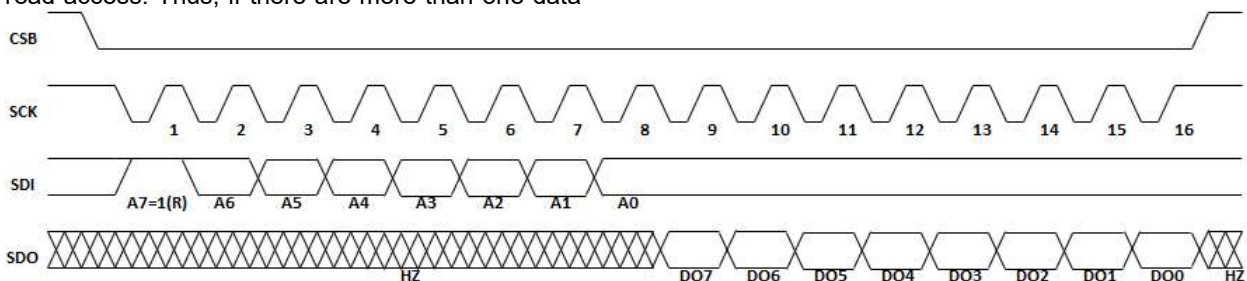 read access. Thus, if there are more than one data
CSB
SCK
1 2 3 4 5 6 7 8 9 10 11 12 13 14 15 16
SDI
A7=1(R) A6 A5 A4 A3 A2 A1 A0
SDO
HZ DO7 DO6 DO5 DO4 DO3 DO2 DO1 DO0 HZ